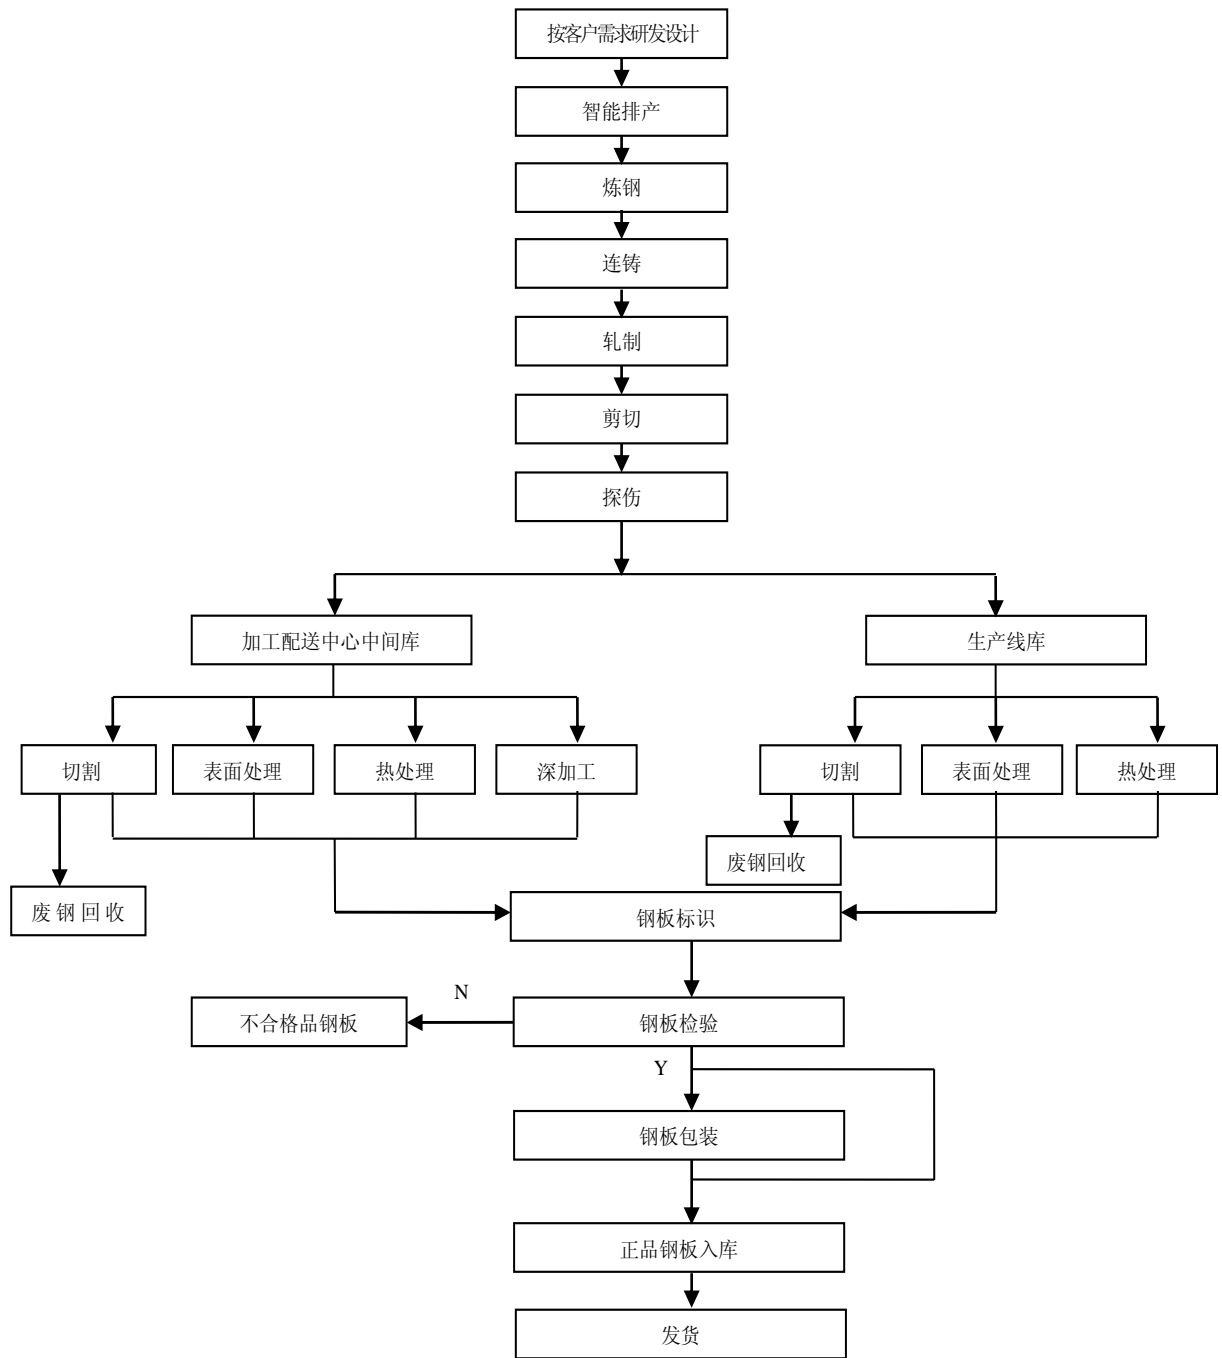 按客户需求研发设计
智能排产
炼钢
连铸
轧制
剪切
探伤
加工配送中心中间库
生产线库
切割
表面处理
热处理
深加工
切割
表面处理
热处理
废钢回收
废钢回收
钢板标识
N
不合格品钢板
钢板检验
Y
钢板包装
正品钢板入库
发货